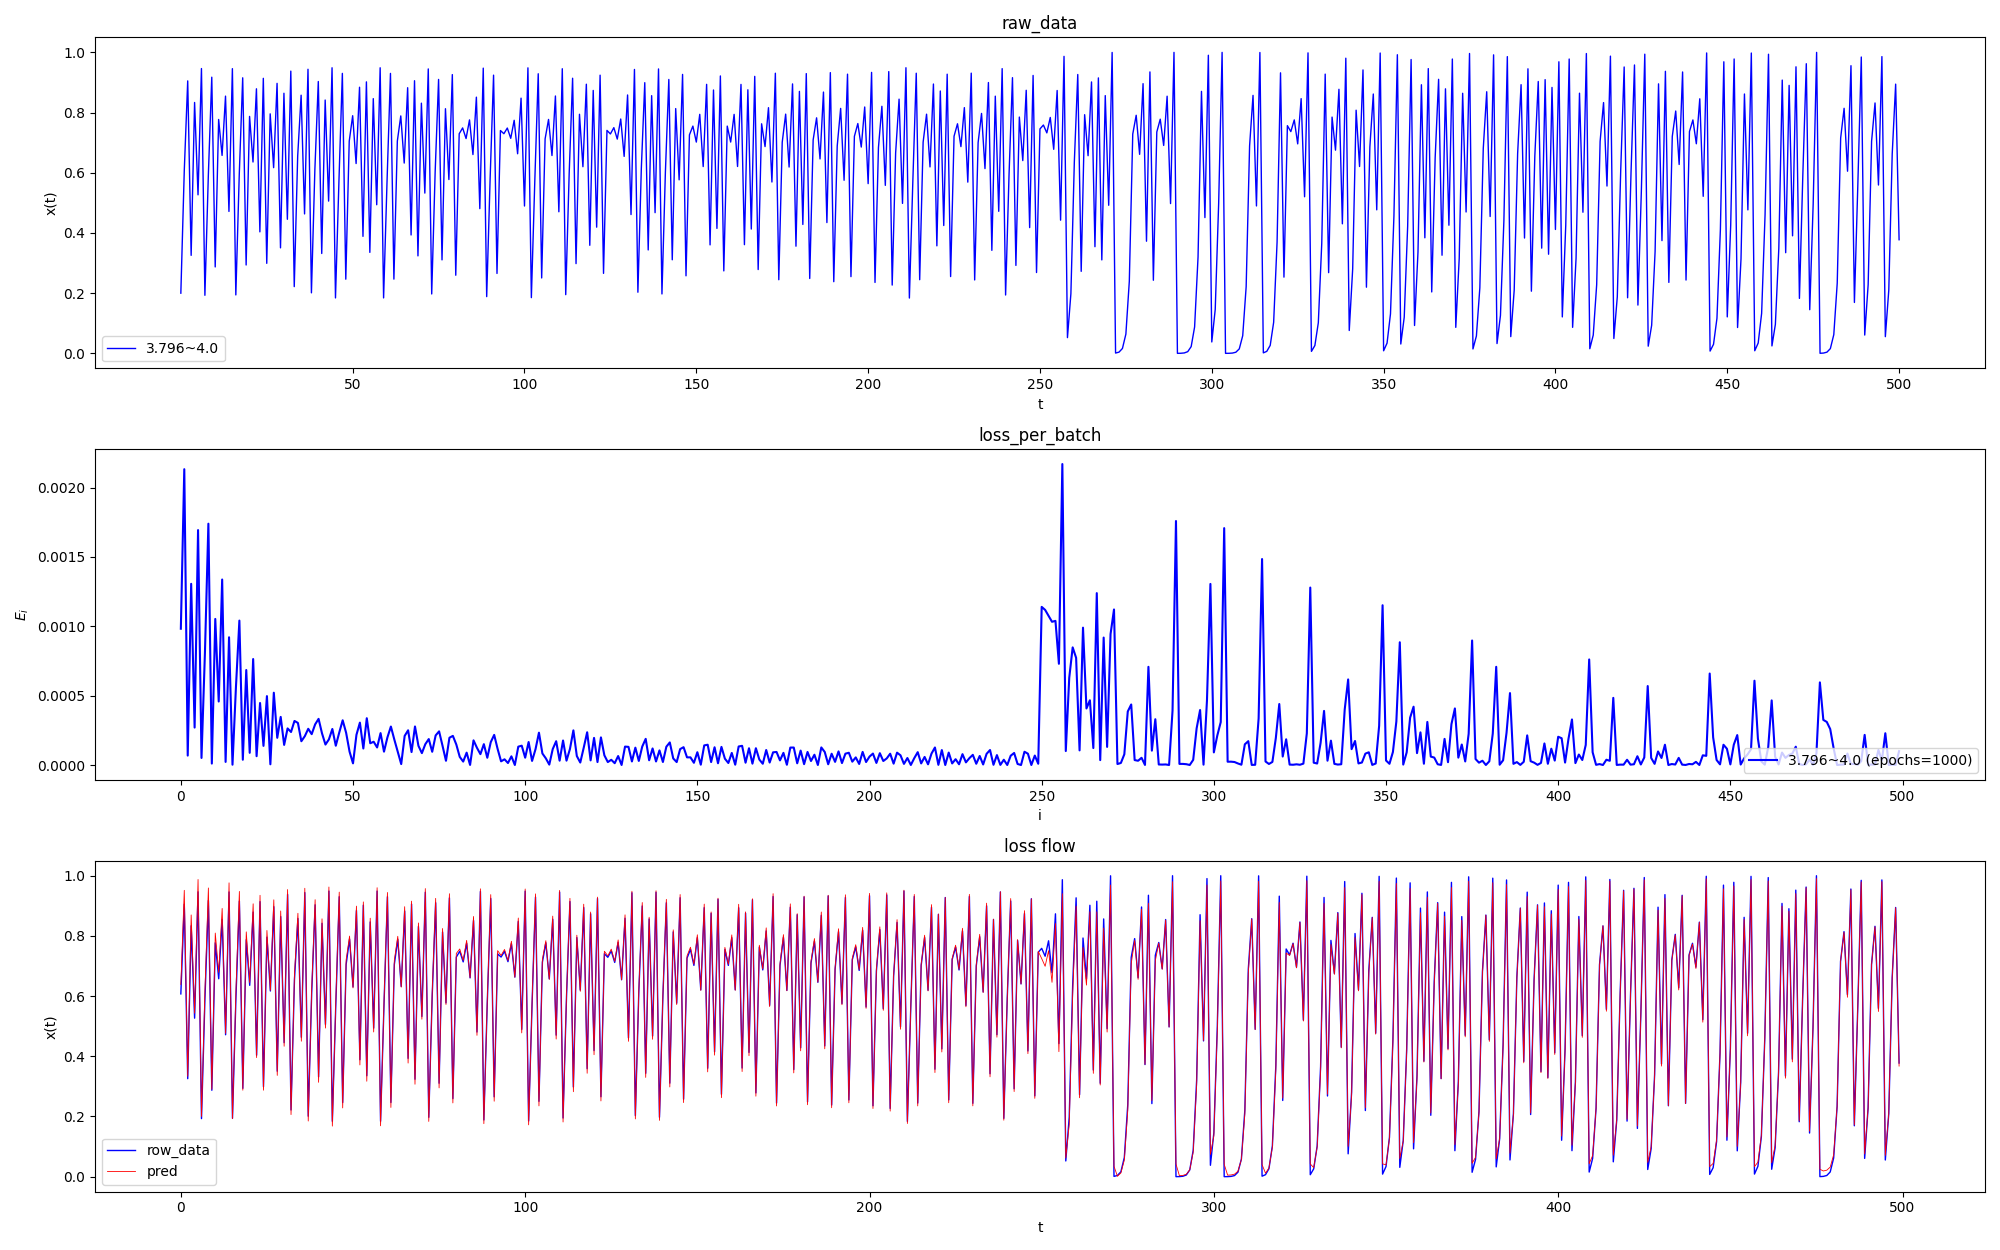 raw_data
1.0
0.8
0.6
0.4
0.2
0.0
x(t)
3.796~4.0
50 100 150 200 250 300 350 400 450 500
t
loss_per_batch
0.0020
0.0015
0.0010
0.0005
0.0000
E_i
3.796~4.0 (epochs=1000)
0 50 100 150 200 250 300 350 400 450 500
i
loss flow
1.0
0.8
0.6
0.4
0.2
0.0
x(t)
row_data
pred
0 100 200 300 400 500
t